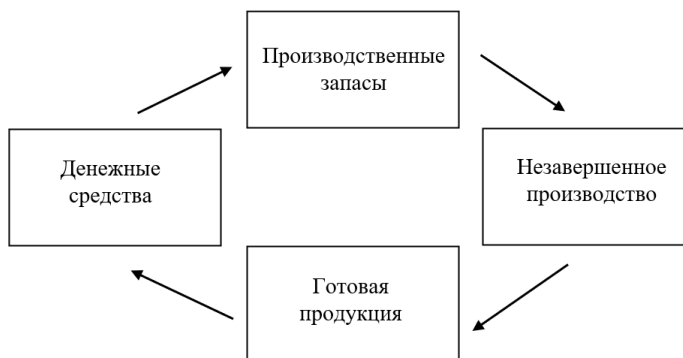 Производственные
запасы
Денежные
средства
Незавершенное
производство
Готовая
продукция